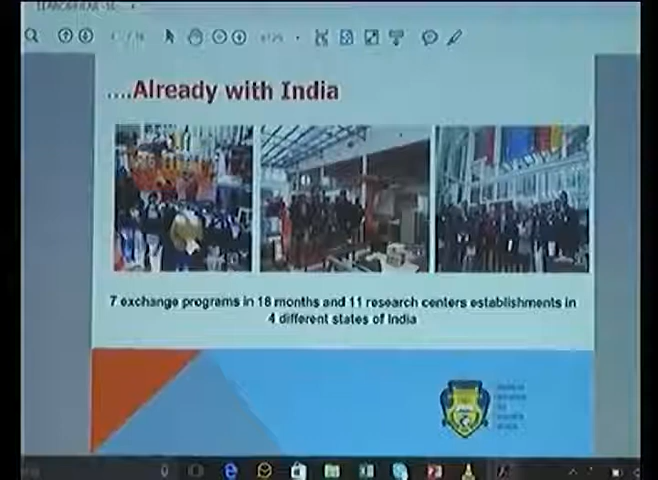 ....Already with India
7 exchange programs in 18 months and 11 research centers establishments in
4 different states of India